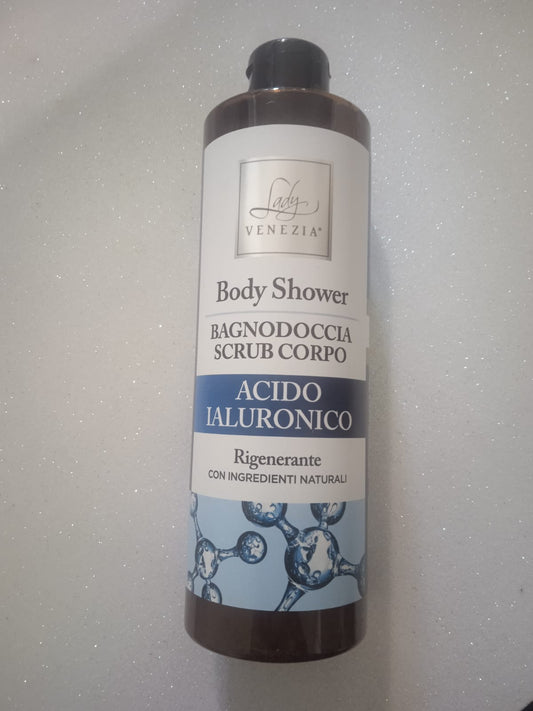 Lady
VENEZIA®
Body Shower
BAGNODOCCIA
SCRUB CORPO
ACIDO
IALURONICO
Rigenerante
CON INGREDIENTI NATURALI